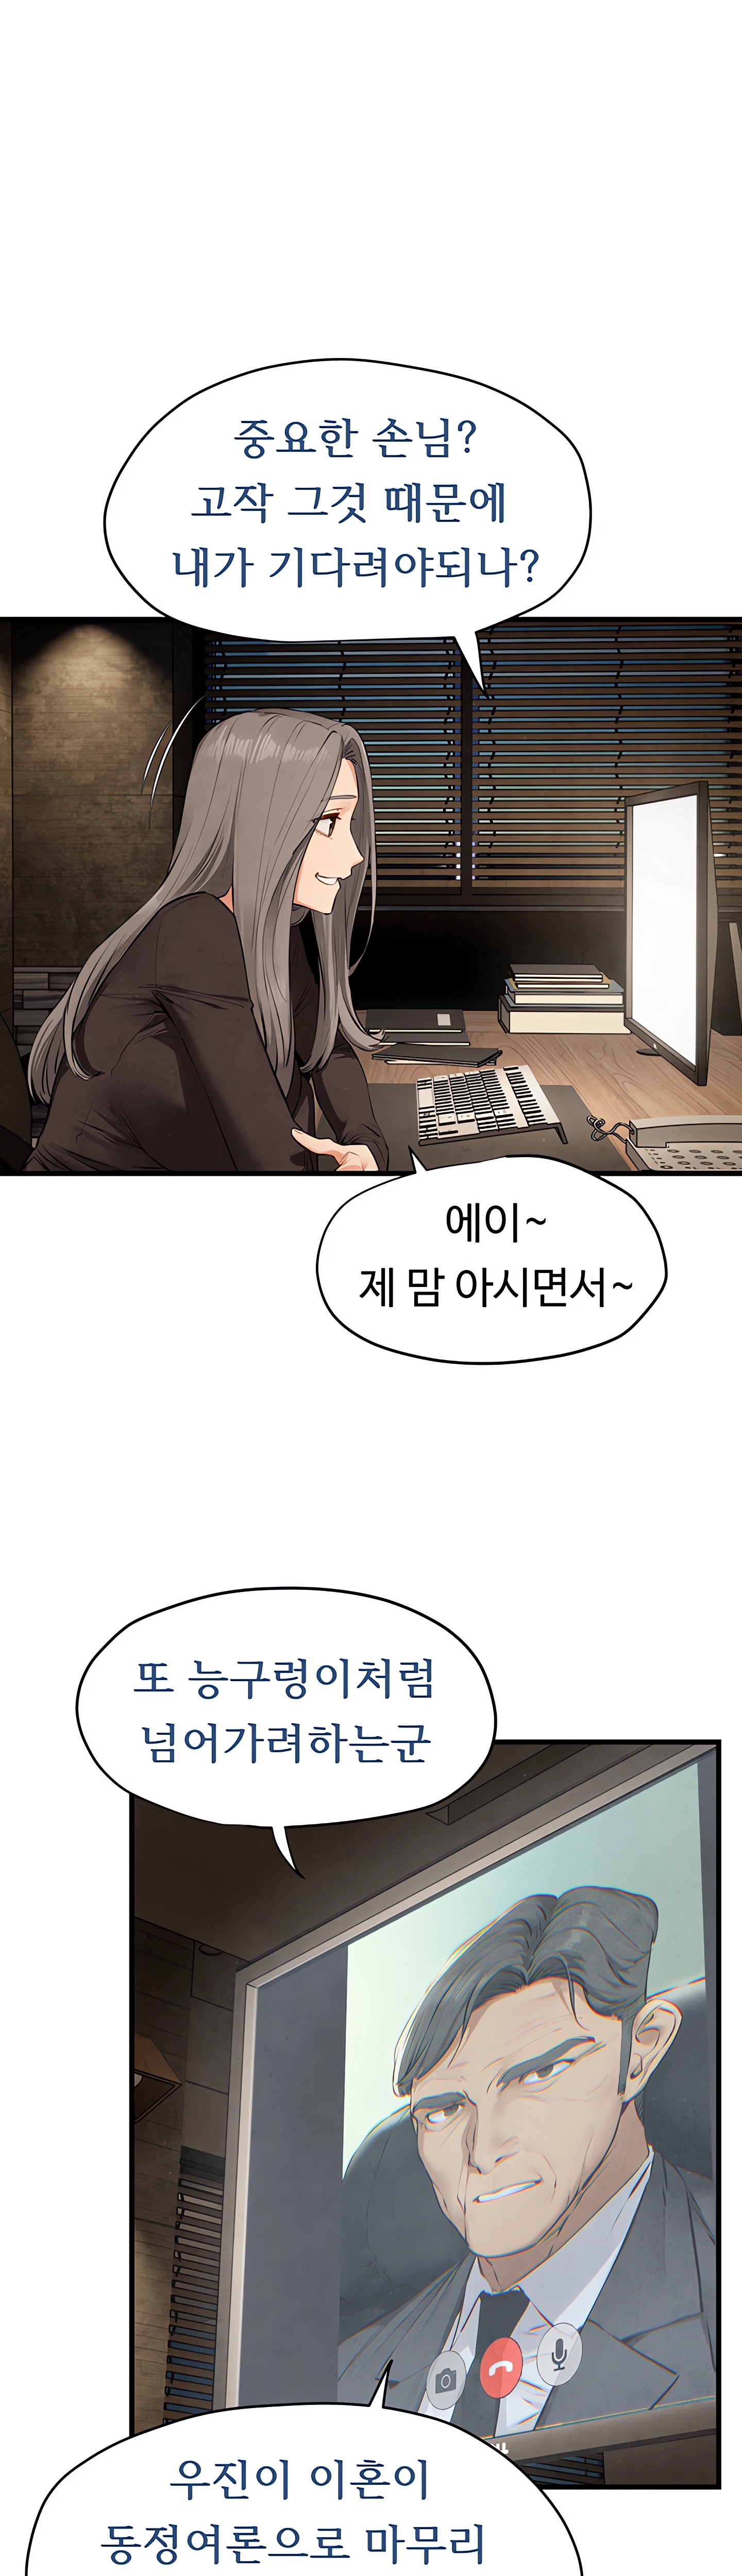 중요한 손님?
고작 그것 때문에
내가 기다려야되나?
에이~
제 맘 아시면서~
또 능구렁이처럼
넘어가려하는군
우진이 이혼이
동정여론으로 마무리